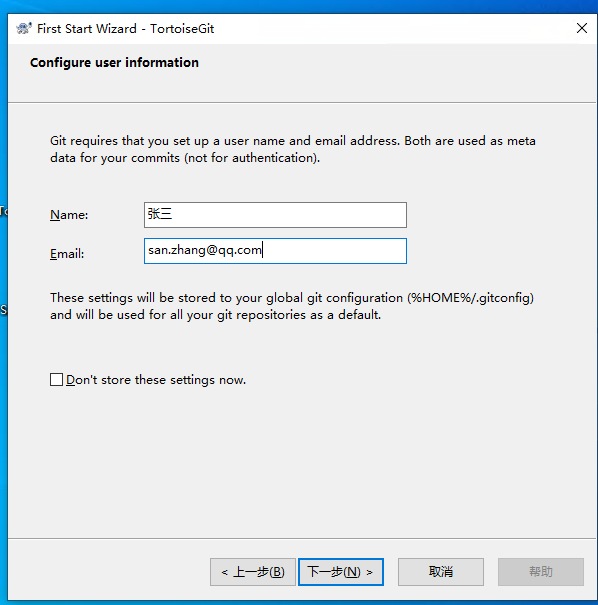 First Start Wizard - TortoiseGit
Configure user information
Git requires that you set up a user name and email address. Both are used as meta
data for your commits (not for authentication).
Name: 张三
Email: san.zhang@qq.com
These settings will be stored to your global git configuration (%HOME%/.gitconfig)
and will be used for all your git repositories as a default.
Don't store these settings now.
< 上一步(B) 下一步(N) > 取消 帮助